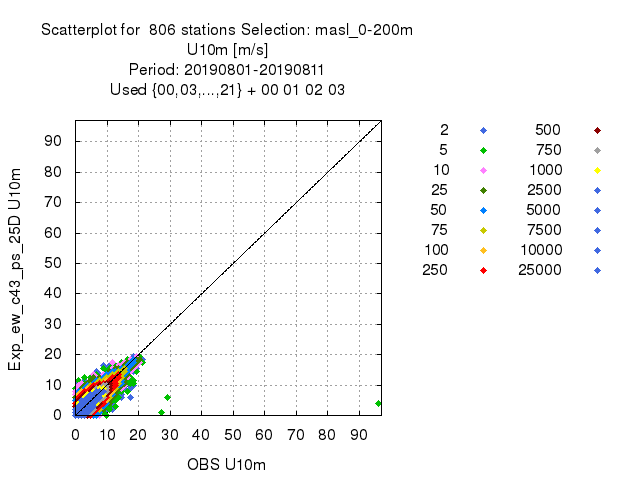 Scatterplot for 806 stations Selection: masl_0-200m
U10m [m/s]
Period: 20190801-20190811
Used {00,03,...,21} + 00 01 02 03
Exp_ew_c43_ps_25D U10m
90
80
70
60
50
40
30
20
10
0
0 10 20 30 40 50 60 70 80 90
OBS U10m
2 500
5 750
10 1000
25 2500
50 5000
75 7500
100 10000
250 25000